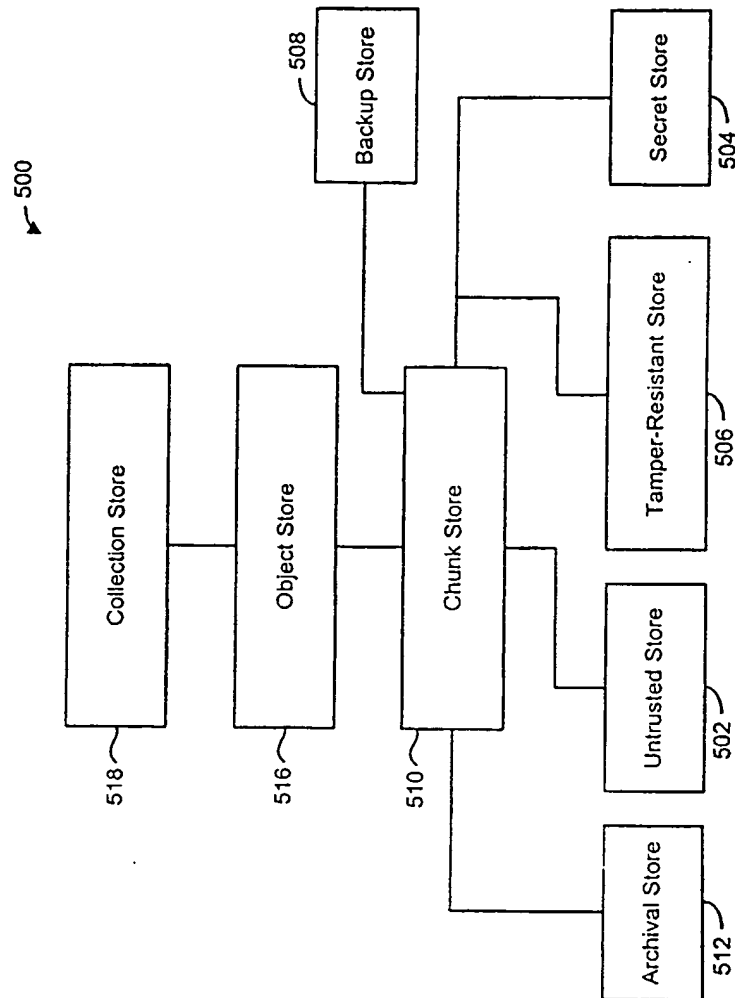 500
Collection Store
518
Backup Store
508
Object Store
516
Chunk Store
510
Archival Store
512
Untrusted Store
502
Tamper-Resistant Store
506
Secret Store
504